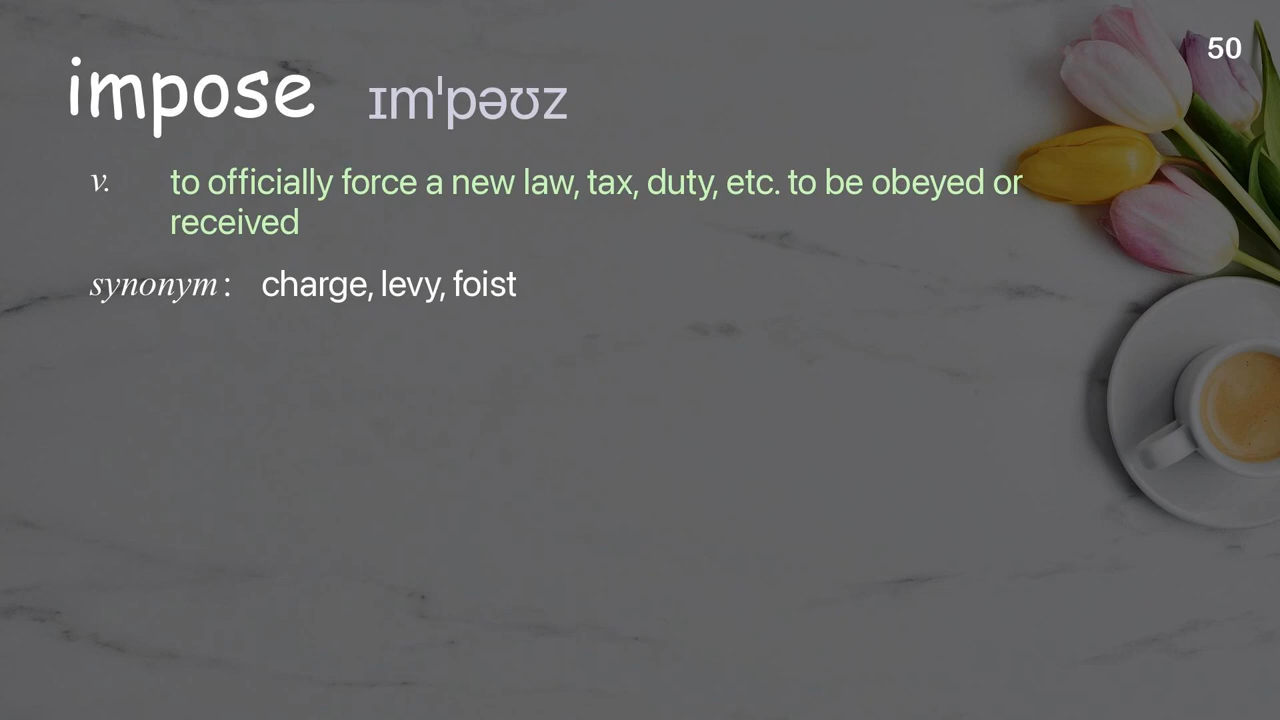 50
impose ɪmˈpəʊz
v. to officially force a new law, tax, duty, etc. to be obeyed or
received
synonym : charge, levy, foist